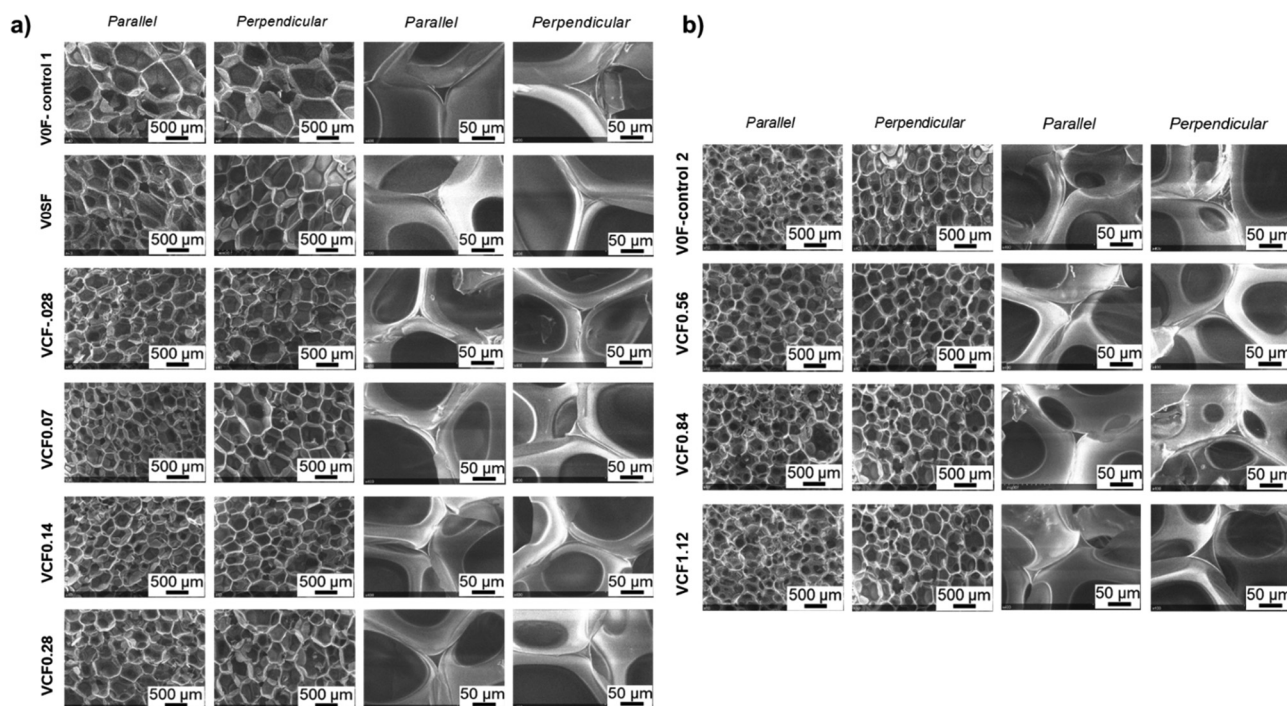 a)
Parallel Perpendicular Parallel Perpendicular
V0F- control 1
500 µm 500 µm 50 µm 50 µm
V0SF
500 µm 500 µm 50 µm 50 µm
VCF-.028
500 µm 500 µm 50 µm 50 µm
VCF0.07
500 µm 500 µm 50 µm 50 µm
VCF0.14
500 µm 500 µm 50 µm 50 µm
VCF0.28
500 µm 500 µm 50 µm 50 µm
b)
Parallel Perpendicular Parallel Perpendicular
V0F-control 2
500 µm 500 µm 50 µm 50 µm
VCF0.56
500 µm 500 µm 50 µm 50 µm
VCF0.84
500 µm 500 µm 50 µm 50 µm
VCF1.12
500 µm 500 µm 50 µm 50 µm